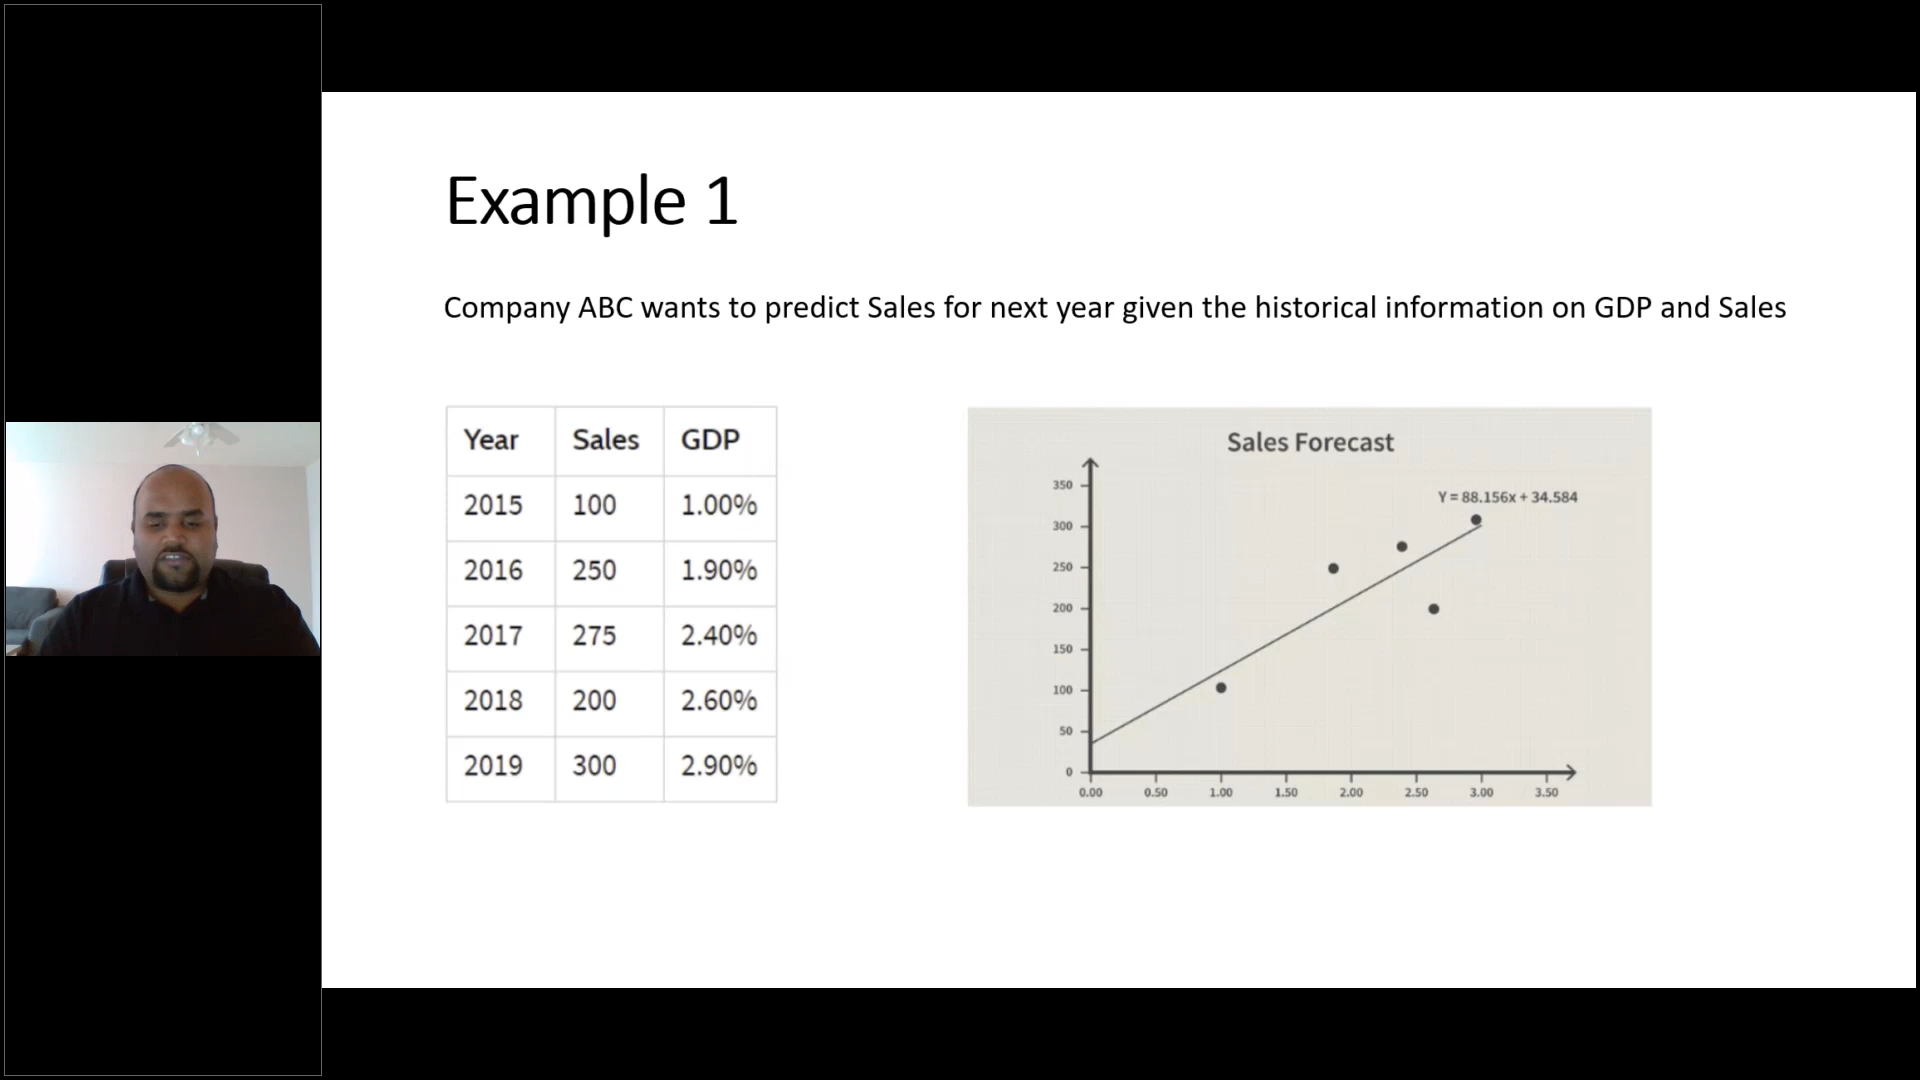 Example 1
Company ABC wants to predict Sales for next year given the historical information on GDP and Sales
Year Sales GDP
2015 100 1.00%
2016 250 1.90%
2017 275 2.40%
2018 200 2.60%
2019 300 2.90%
Sales Forecast
Y = 88.156x + 34.584
350
300
250
200
150
100
50
0
0.00 0.50 1.00 1.50 2.00 2.50 3.00 3.50